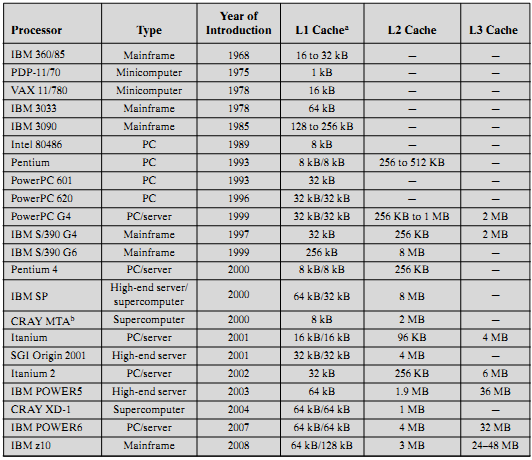 Processor Type Year of Introduction L1 Cacheᵃ L2 Cache L3 Cache
IBM 360/85 Mainframe 1968 16 to 32 kB — —
PDP-11/70 Minicomputer 1975 1 kB — —
VAX 11/780 Minicomputer 1978 16 kB — —
IBM 3033 Mainframe 1978 64 kB — —
IBM 3090 Mainframe 1985 128 to 256 kB — —
Intel 80486 PC 1989 8 kB — —
Pentium PC 1993 8 kB/8 kB 256 to 512 KB —
PowerPC 601 PC 1993 32 kB — —
PowerPC 620 PC 1996 32 kB/32 kB — —
PowerPC G4 PC/server 1999 32 kB/32 kB 256 KB to 1 MB 2 MB
IBM S/390 G4 Mainframe 1997 32 kB 256 KB 2 MB
IBM S/390 G6 Mainframe 1999 256 kB 8 MB —
Pentium 4 PC/server 2000 8 kB/8 kB 256 KB —
IBM SP High-end server/ supercomputer 2000 64 kB/32 kB 8 MB —
CRAY MTAᵇ Supercomputer 2000 8 kB 2 MB —
Itanium PC/server 2001 16 kB/16 kB 96 KB 4 MB
SGI Origin 2001 High-end server 2001 32 kB/32 kB 4 MB —
Itanium 2 PC/server 2002 32 kB 256 KB 6 MB
IBM POWER5 High-end server 2003 64 kB 1.9 MB 36 MB
CRAY XD-1 Supercomputer 2004 64 kB/64 kB 1 MB —
IBM POWER6 PC/server 2007 64 kB/64 kB 4 MB 32 MB
IBM z10 Mainframe 2008 64 kB/128 kB 3 MB 24–48 MB